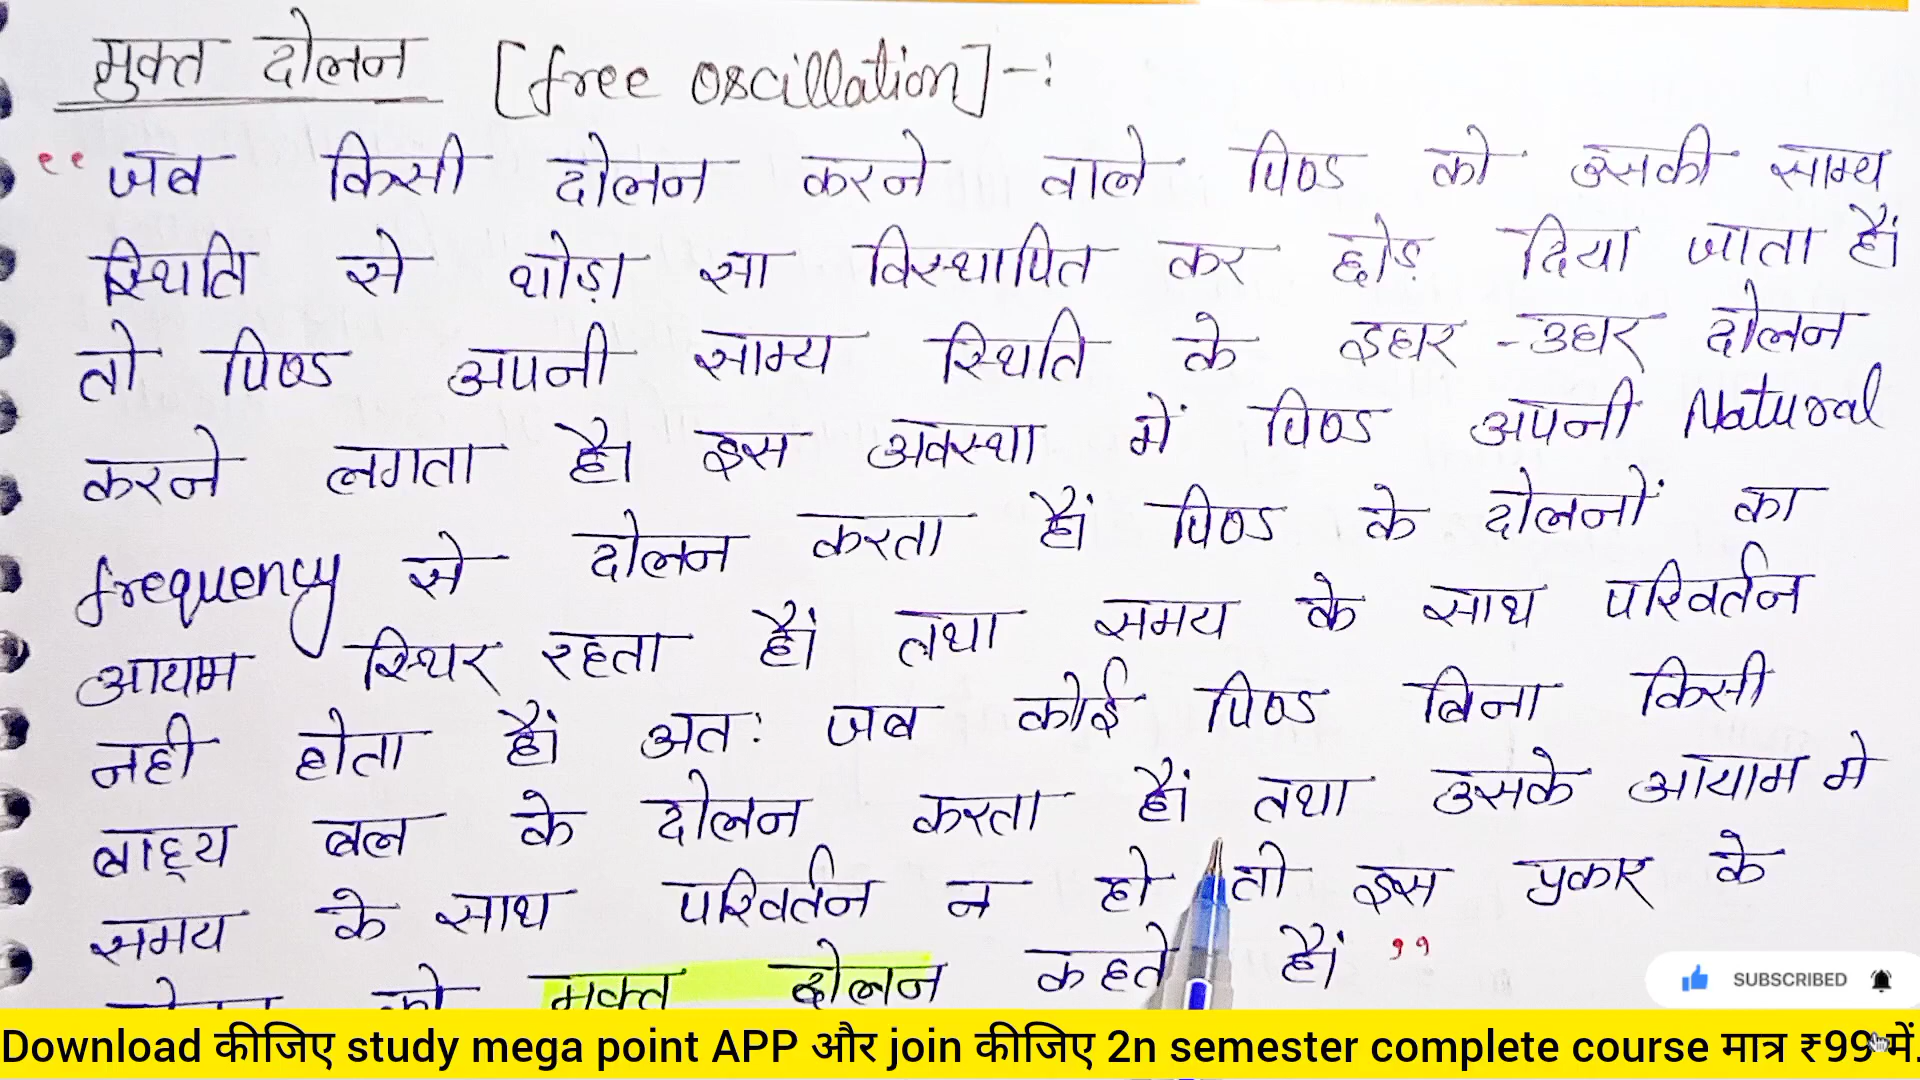 मुक्त दोलन [free oscillation] -:
“ जब किसी दोलन करने वाले पिण्ड को उसकी साम्य
स्थिति से थोड़ा सा विस्थापित कर छोड़ दिया जाता हैं
तो पिण्ड अपनी साम्य स्थिति के इधर -उधर दोलन
करने लगता है। इस अवस्था में पिण्ड अपनी Natural
frequency से दोलन करता हैं। पिण्ड के दोलनों का
आयाम स्थिर रहता हैं। तथा समय के साथ परिवर्तन
नही होता हैं। अतः जब कोई पिण्ड बिना किसी
बाह्य बल के दोलन करता हैं। तथा उसके आयाम मे
समय के साथ परिवर्तन न हो तो इस प्रकार के
को मुक्त दोलन कहते हैं। ”
SUBSCRIBED
Download कीजिए study mega point APP और join कीजिए 2n semester complete course मात्र ₹99 में.